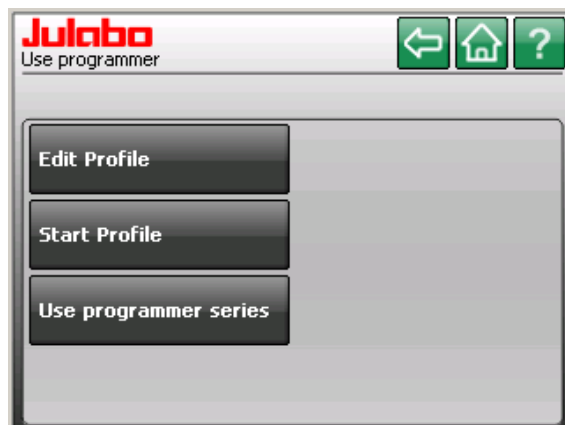 Julabo
Use programmer
?
Edit Profile
Start Profile
Use programmer series